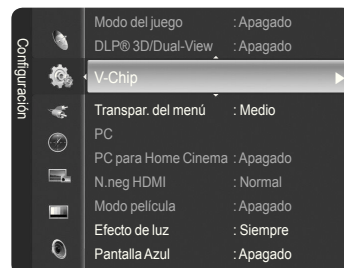 Configuración
Modo del juego : Apagado
DLP® 3D/Dual-View : Apagado
V-Chip
Transpar. del menú : Medio
PC
PC para Home Cinema : Apagado
N.neg HDMI : Normal
Modo película : Apagado
Efecto de luz : Siempre
Pantalla Azul : Apagado